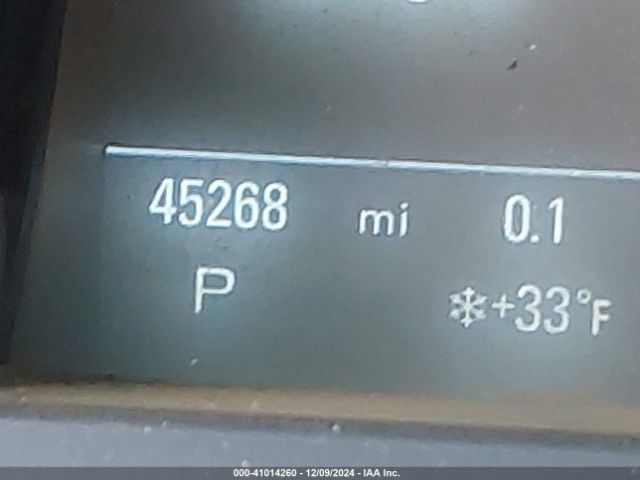 45268 mi 0.1
P ❄+33°F
000-41014260 - 12/09/2024 - IAA Inc.